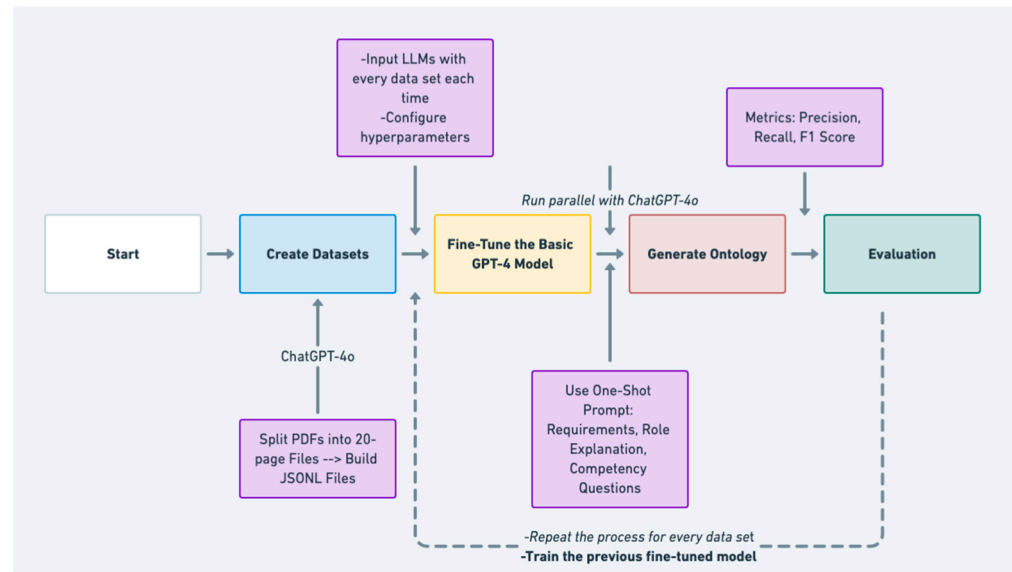 -Input LLMs with
every data set each
time
-Configure
hyperparameters
Metrics: Precision,
Recall, F1 Score
Run parallel with ChatGPT-4o
Start
Create Datasets
Fine-Tune the Basic
GPT-4 Model
Generate Ontology
Evaluation
ChatGPT-4o
Split PDFs into 20-
page Files --> Build
JSONL Files
Use One-Shot
Prompt:
Requirements, Role
Explanation,
Competency
Questions
-Repeat the process for every data set
-Train the previous fine-tuned model